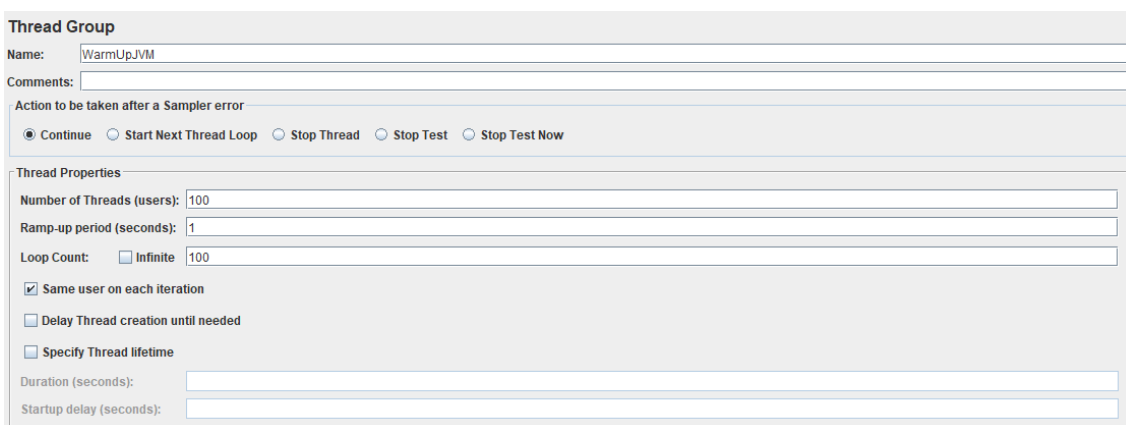 Thread Group
Name: WarmUpJVM
Comments:
Action to be taken after a Sampler error
Continue Start Next Thread Loop Stop Thread Stop Test Stop Test Now
Thread Properties
Number of Threads (users): 100
Ramp-up period (seconds): 1
Loop Count: Infinite 100
Same user on each iteration
Delay Thread creation until needed
Specify Thread lifetime
Duration (seconds):
Startup delay (seconds):